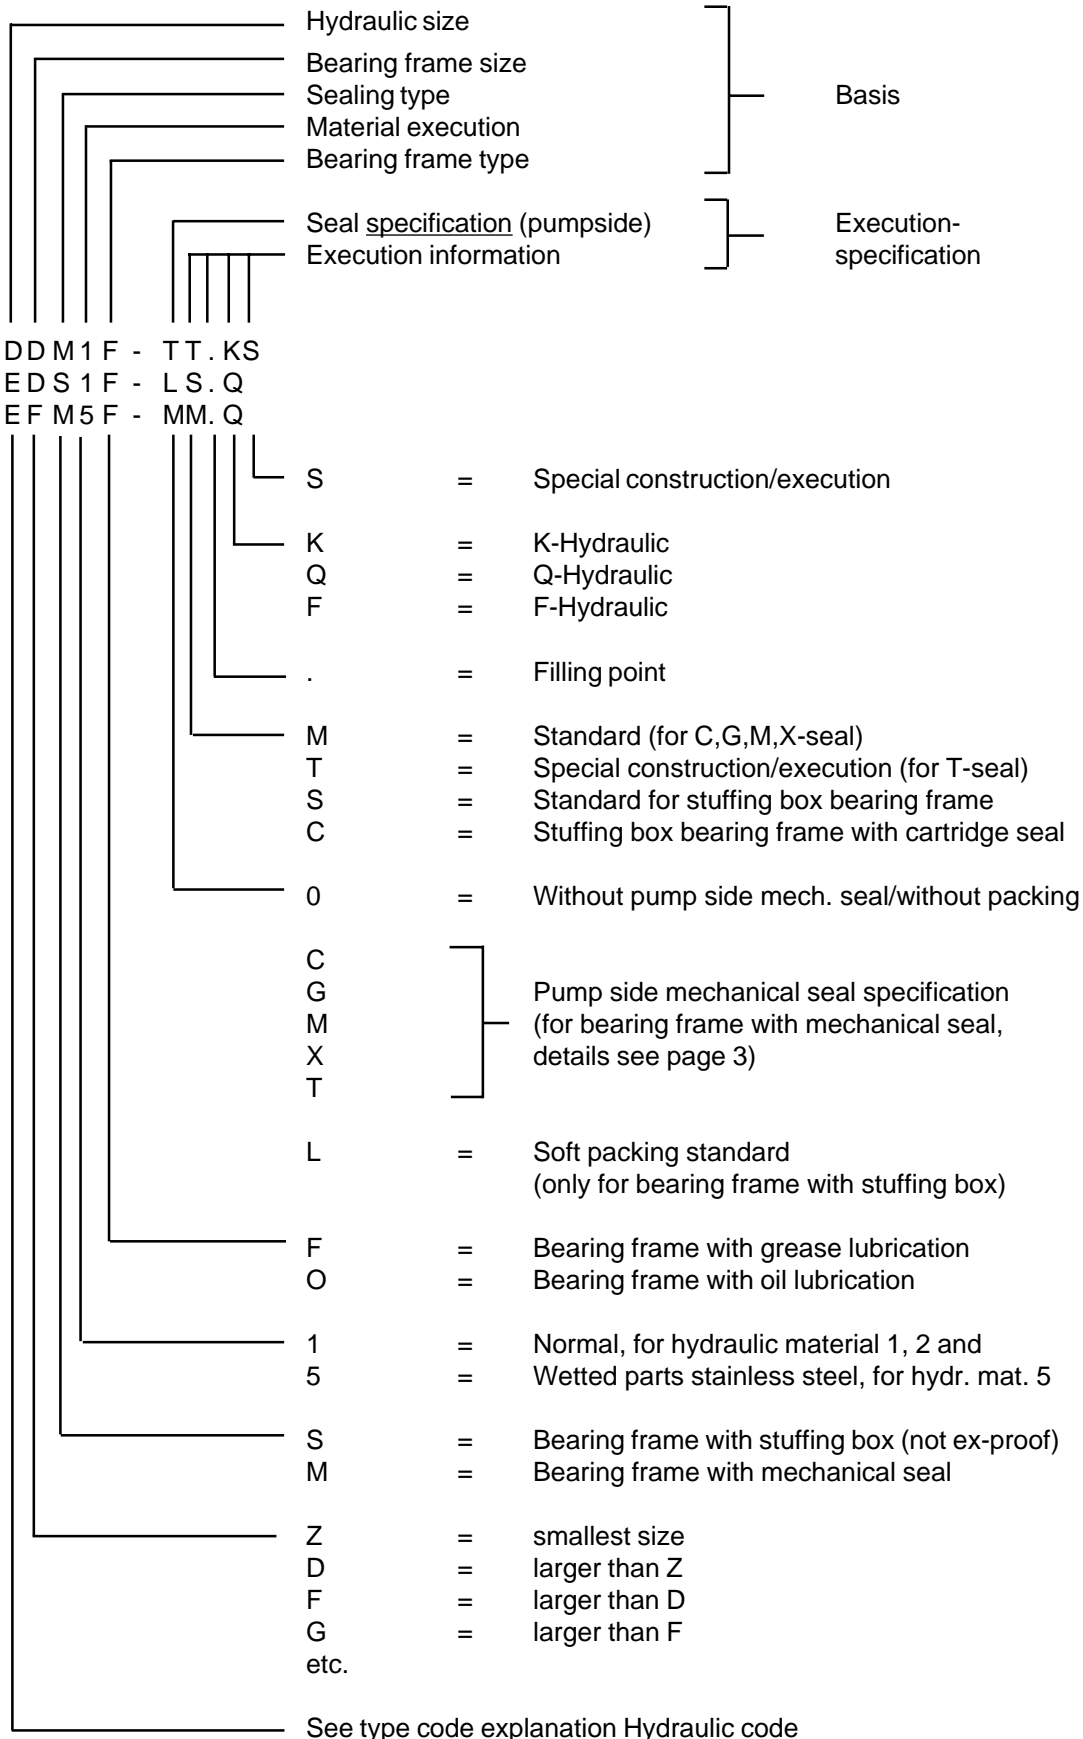 Hydraulic size
Bearing frame size
Sealing type
Material execution
Bearing frame type
Basis
Seal specification (pumpside)
Execution information
Execution-
specification
DDM1F - TT.KS
EDS1F - LS.Q
EFM5F - MM.Q
S = Special construction/execution
K = K-Hydraulic
Q = Q-Hydraulic
F = F-Hydraulic
. = Filling point
M = Standard (for C,G,M,X-seal)
T = Special construction/execution (for T-seal)
S = Standard for stuffing box bearing frame
C = Stuffing box bearing frame with cartridge seal
0 = Without pump side mech. seal/without packing
C
G
M
X
T
Pump side mechanical seal specification
(for bearing frame with mechanical seal,
details see page 3)
L = Soft packing standard
(only for bearing frame with stuffing box)
F = Bearing frame with grease lubrication
O = Bearing frame with oil lubrication
1 = Normal, for hydraulic material 1, 2 and
5 = Wetted parts stainless steel, for hydr. mat. 5
S = Bearing frame with stuffing box (not ex-proof)
M = Bearing frame with mechanical seal
Z = smallest size
D = larger than Z
F = larger than D
G = larger than F
etc.
See type code explanation Hydraulic code